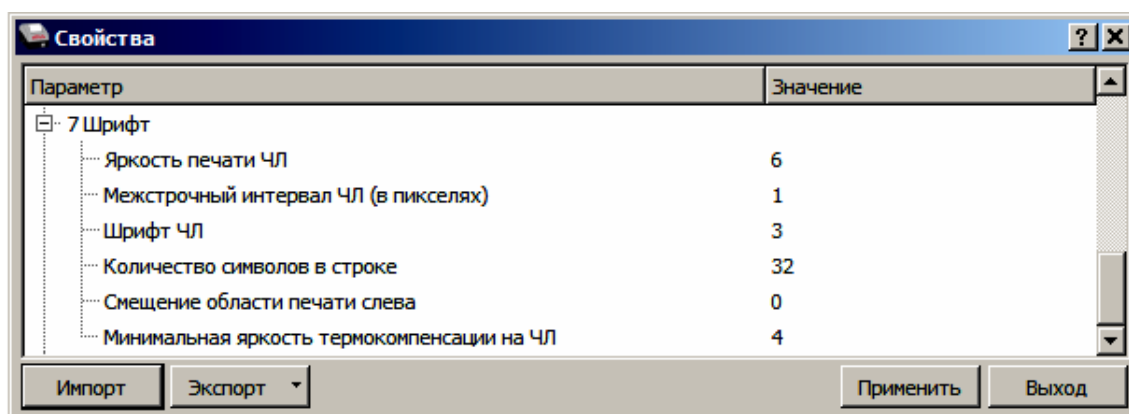 Свойства
Параметр Значение
7 Шрифт
Яркость печати ЧЛ 6
Межстрочный интервал ЧЛ (в пикселях) 1
Шрифт ЧЛ 3
Количество символов в строке 32
Смещение области печати слева 0
Минимальная яркость термокомпенсации на ЧЛ 4
Импорт Экспорт Применить Выход